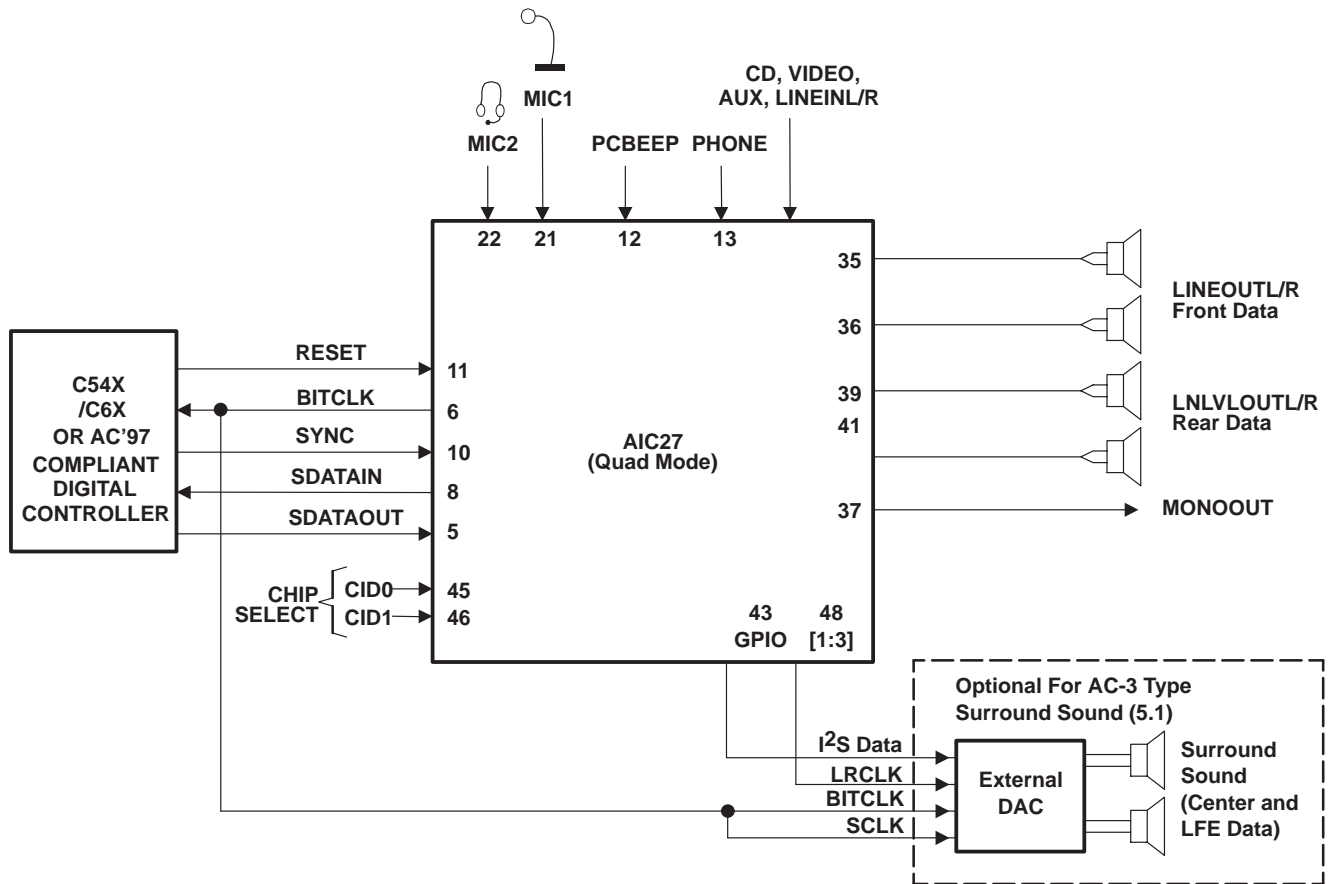 CD, VIDEO,
AUX, LINEINL/R
MIC1
MIC2
PCBEEP PHONE
22 21 12 13
35
LINEOUTL/R
Front Data
36
RESET
11
C54X
/C6X
OR AC'97
COMPLIANT
DIGITAL
CONTROLLER
BITCLK
6
39
LNLVLOUTL/R
Rear Data
41
SYNC
10
AIC27
(Quad Mode)
SDATAIN
8
37
MONOOUT
SDATAOUT
5
CHIP
SELECT
CID0
45
CID1
46
43 48
GPIO [1:3]
Optional For AC-3 Type
Surround Sound (5.1)
I2S Data
LRCLK
BITCLK
SCLK
External
DAC
Surround
Sound
(Center and
LFE Data)